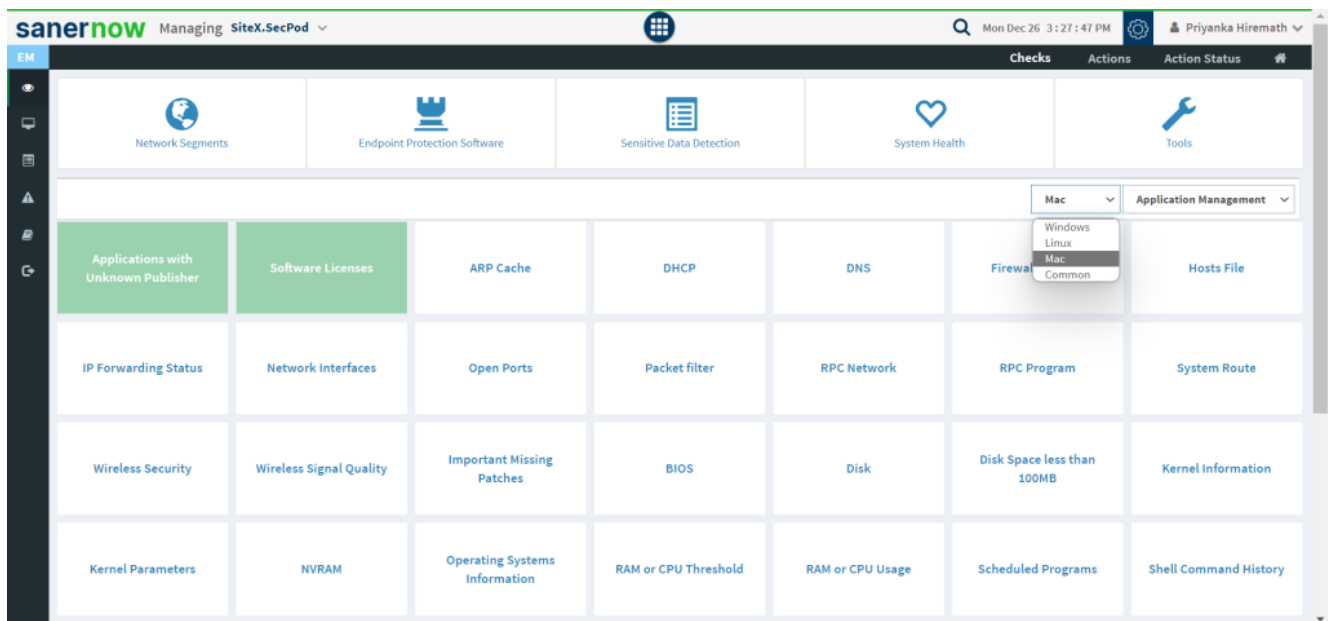 sanernow Managing SiteX.SecPod
Mon Dec 26 3:27:47 PM
Priyanka Hiremath
EM
Checks
Actions
Action Status
Network Segments
Endpoint Protection Software
Sensitive Data Detection
System Health
Tools
Mac
Application Management
Windows
Linux
Mac
Common
Applications with
Unknown Publisher
Software Licenses
ARP Cache
DHCP
DNS
Hosts File
IP Forwarding Status
Network Interfaces
Open Ports
Packet filter
RPC Network
RPC Program
System Route
Wireless Security
Wireless Signal Quality
Important Missing
Patches
BIOS
Disk
Disk Space less than
100MB
Kernel Information
Kernel Parameters
NVRAM
Operating Systems
Information
RAM or CPU Threshold
RAM or CPU Usage
Scheduled Programs
Shell Command History